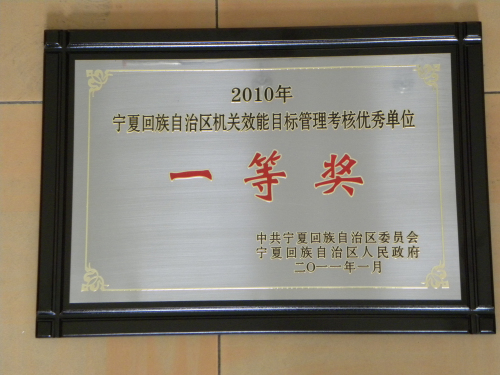 2010年
宁夏回族自治区机关效能目标管理考核优秀单位
一等奖
中共宁夏回族自治区委员会
宁夏回族自治区人民政府
二〇一一年一月